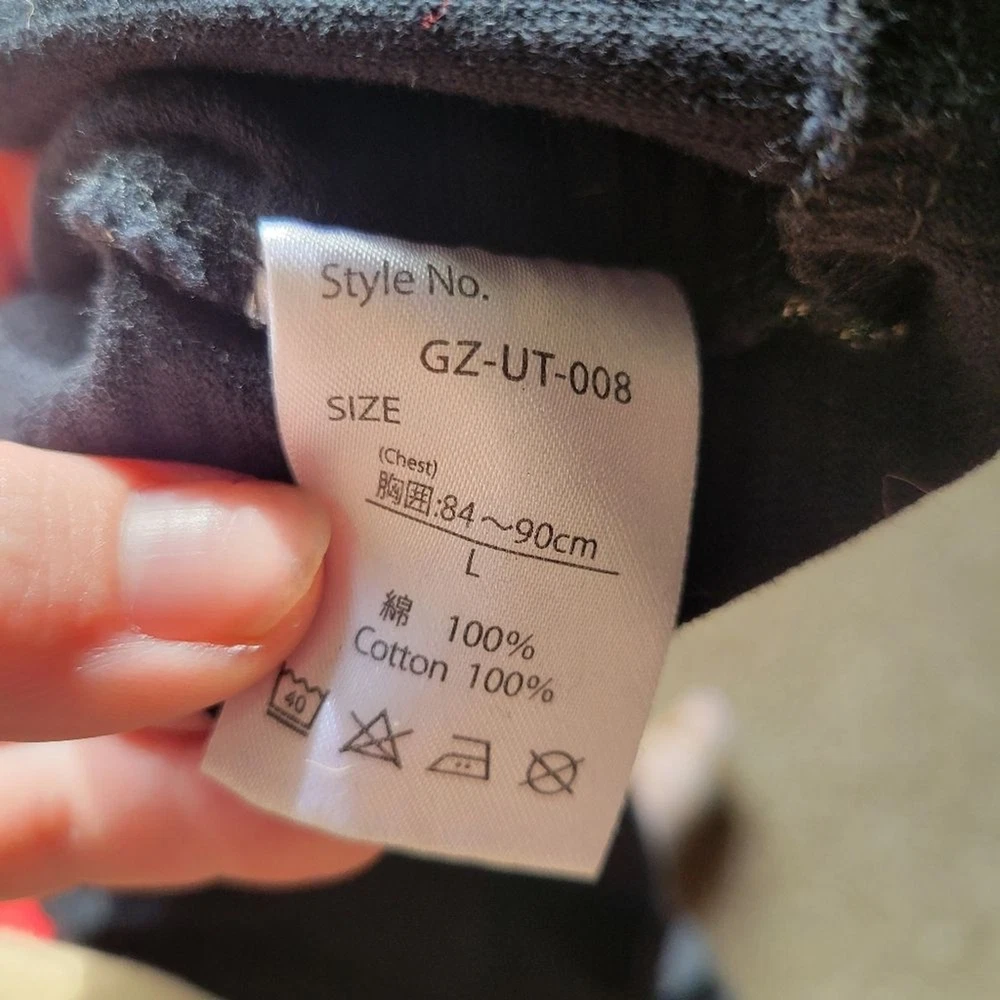 Style No.
GZ-UT-008
SIZE
(Chest)
胸囲:84～90cm
L
綿 100%
Cotton 100%
40